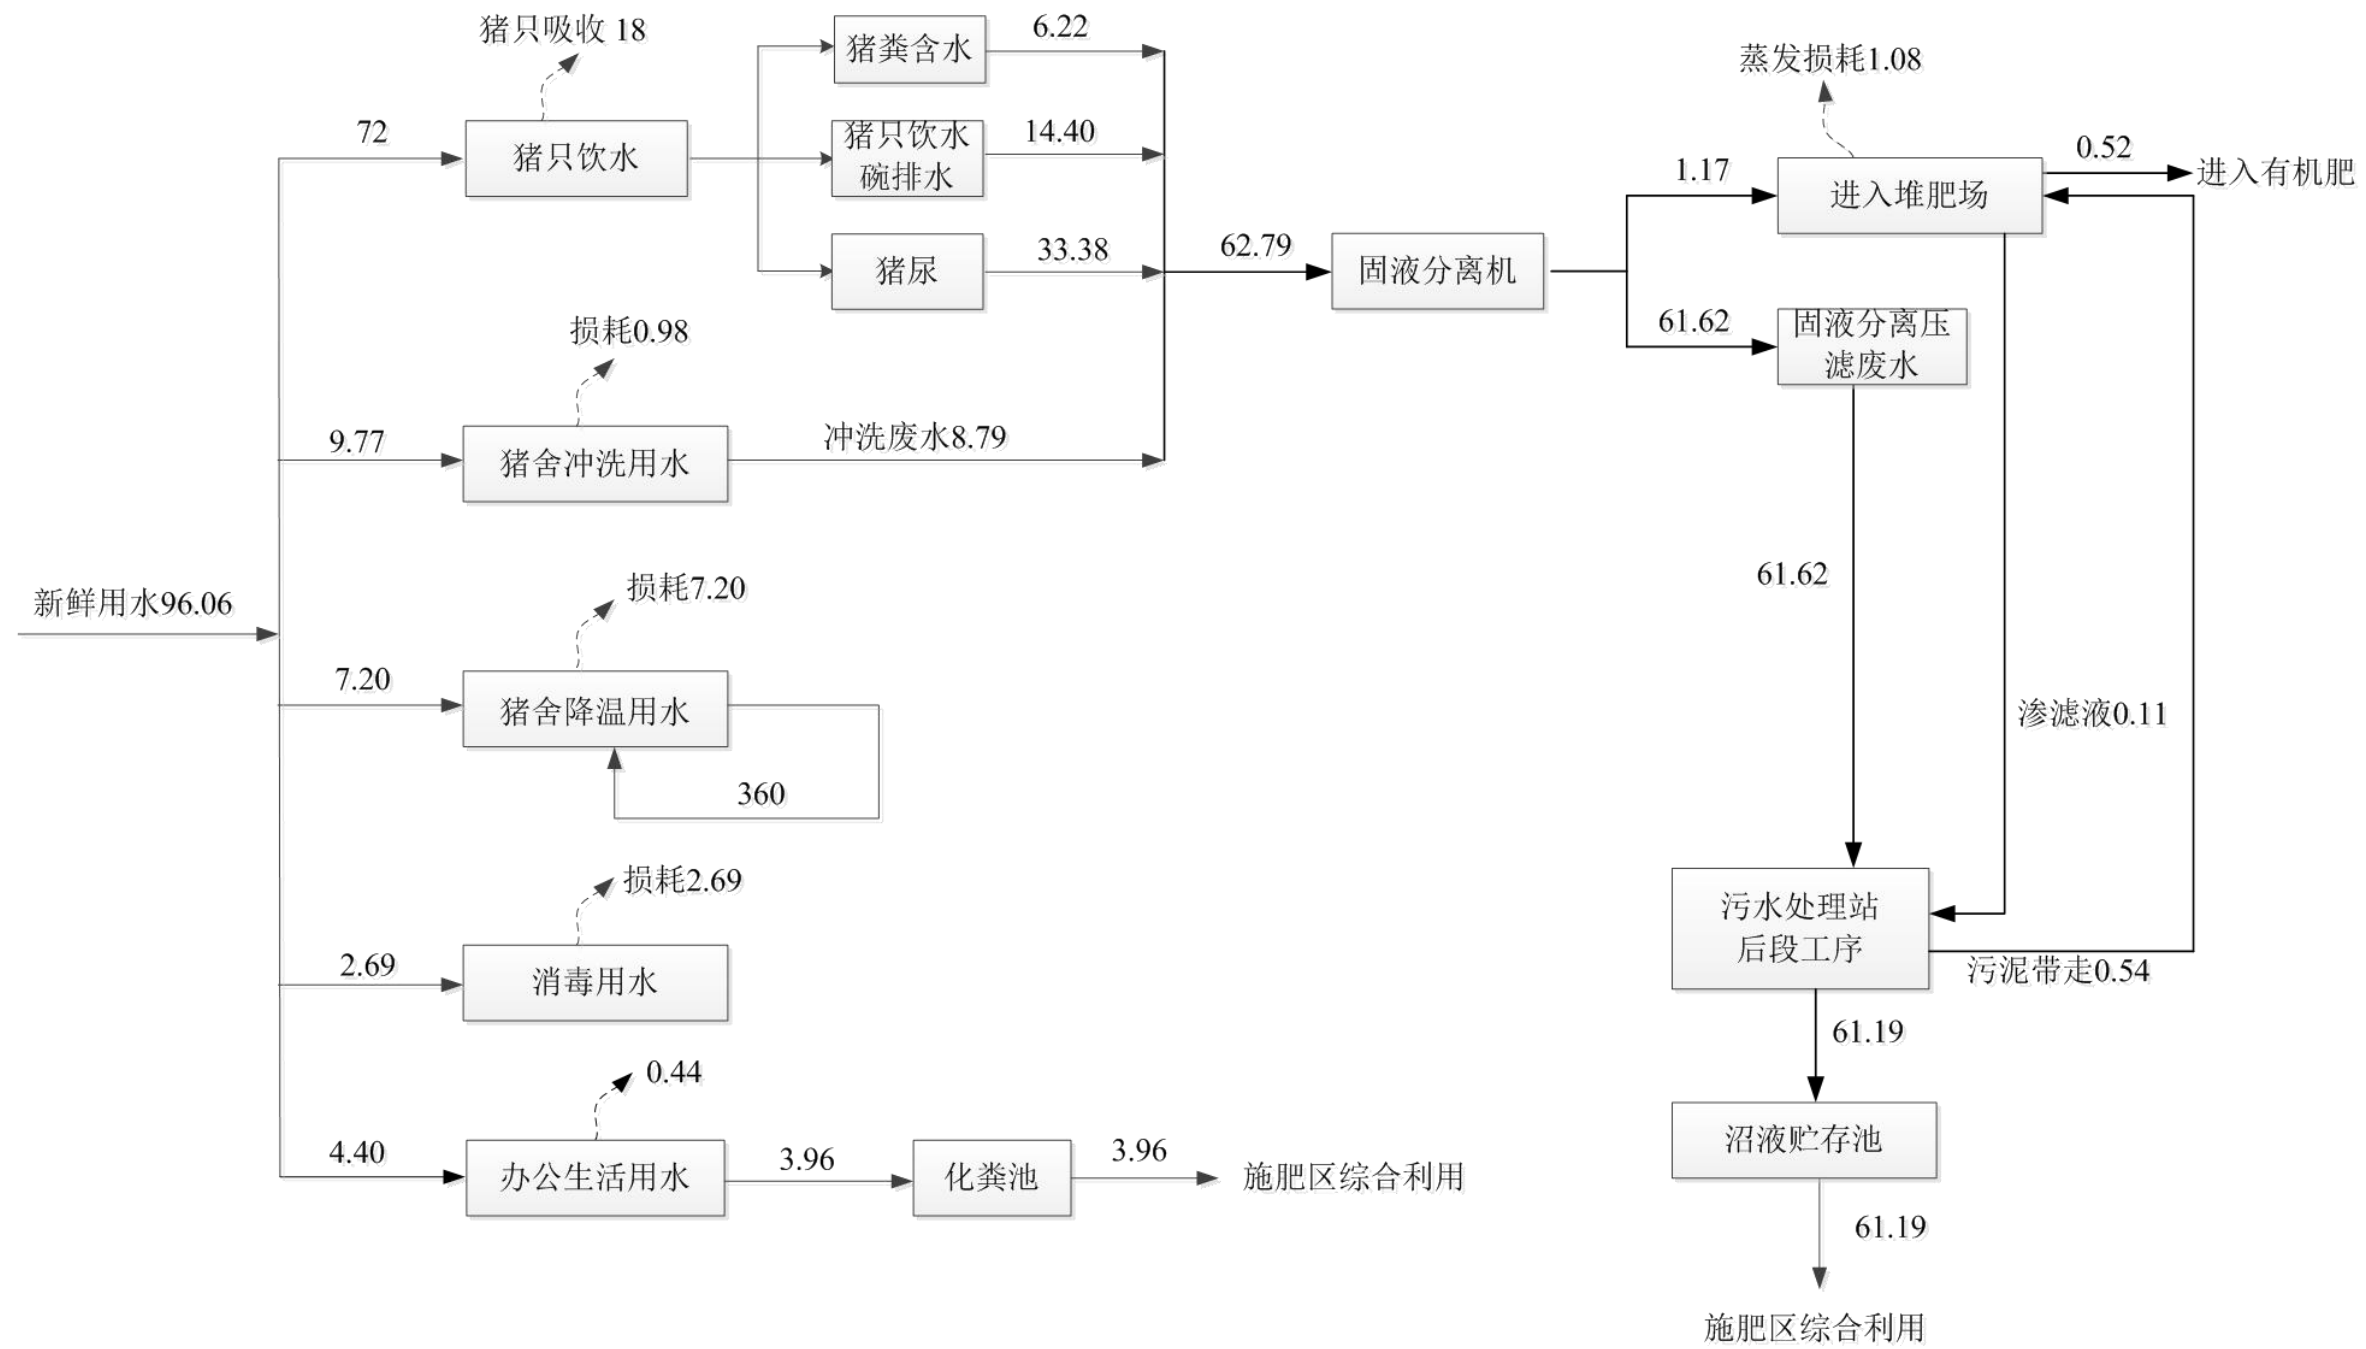 猪只吸收 18
72
猪只饮水
猪粪含水
6.22
猪只饮水
碗排水
14.40
猪尿
33.38
损耗0.98
9.77
猪舍冲洗用水
冲洗废水8.79
62.79
固液分离机
蒸发损耗1.08
1.17
进入堆肥场
0.52
进入有机肥
61.62
固液分离压
滤废水
61.62
渗滤液0.11
新鲜用水96.06
损耗7.20
7.20
猪舍降温用水
360
损耗2.69
2.69
消毒用水
污水处理站
后段工序
污泥带走0.54
61.19
沼液贮存池
61.19
施肥区综合利用
0.44
4.40
办公生活用水
3.96
化粪池
3.96
施肥区综合利用